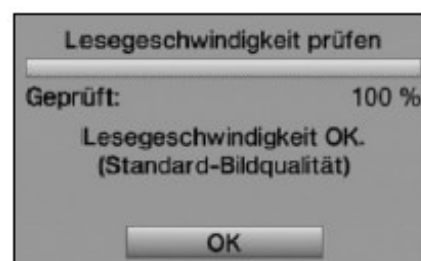 Lesegeschwindigkeit prüfen
Geprüft: 100 %
Lesegeschwindigkeit OK.
(Standard-Bildqualität)
OK